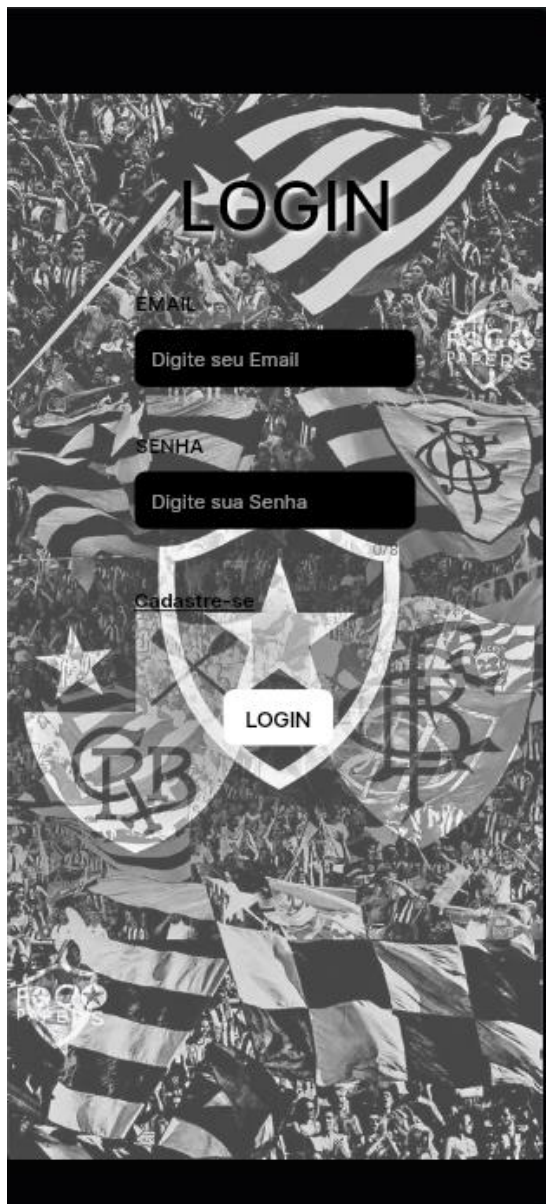 LOGIN
EMAIL
Digite seu Email
SENHA
Digite sua Senha
0/8
Cadastre-se
LOGIN